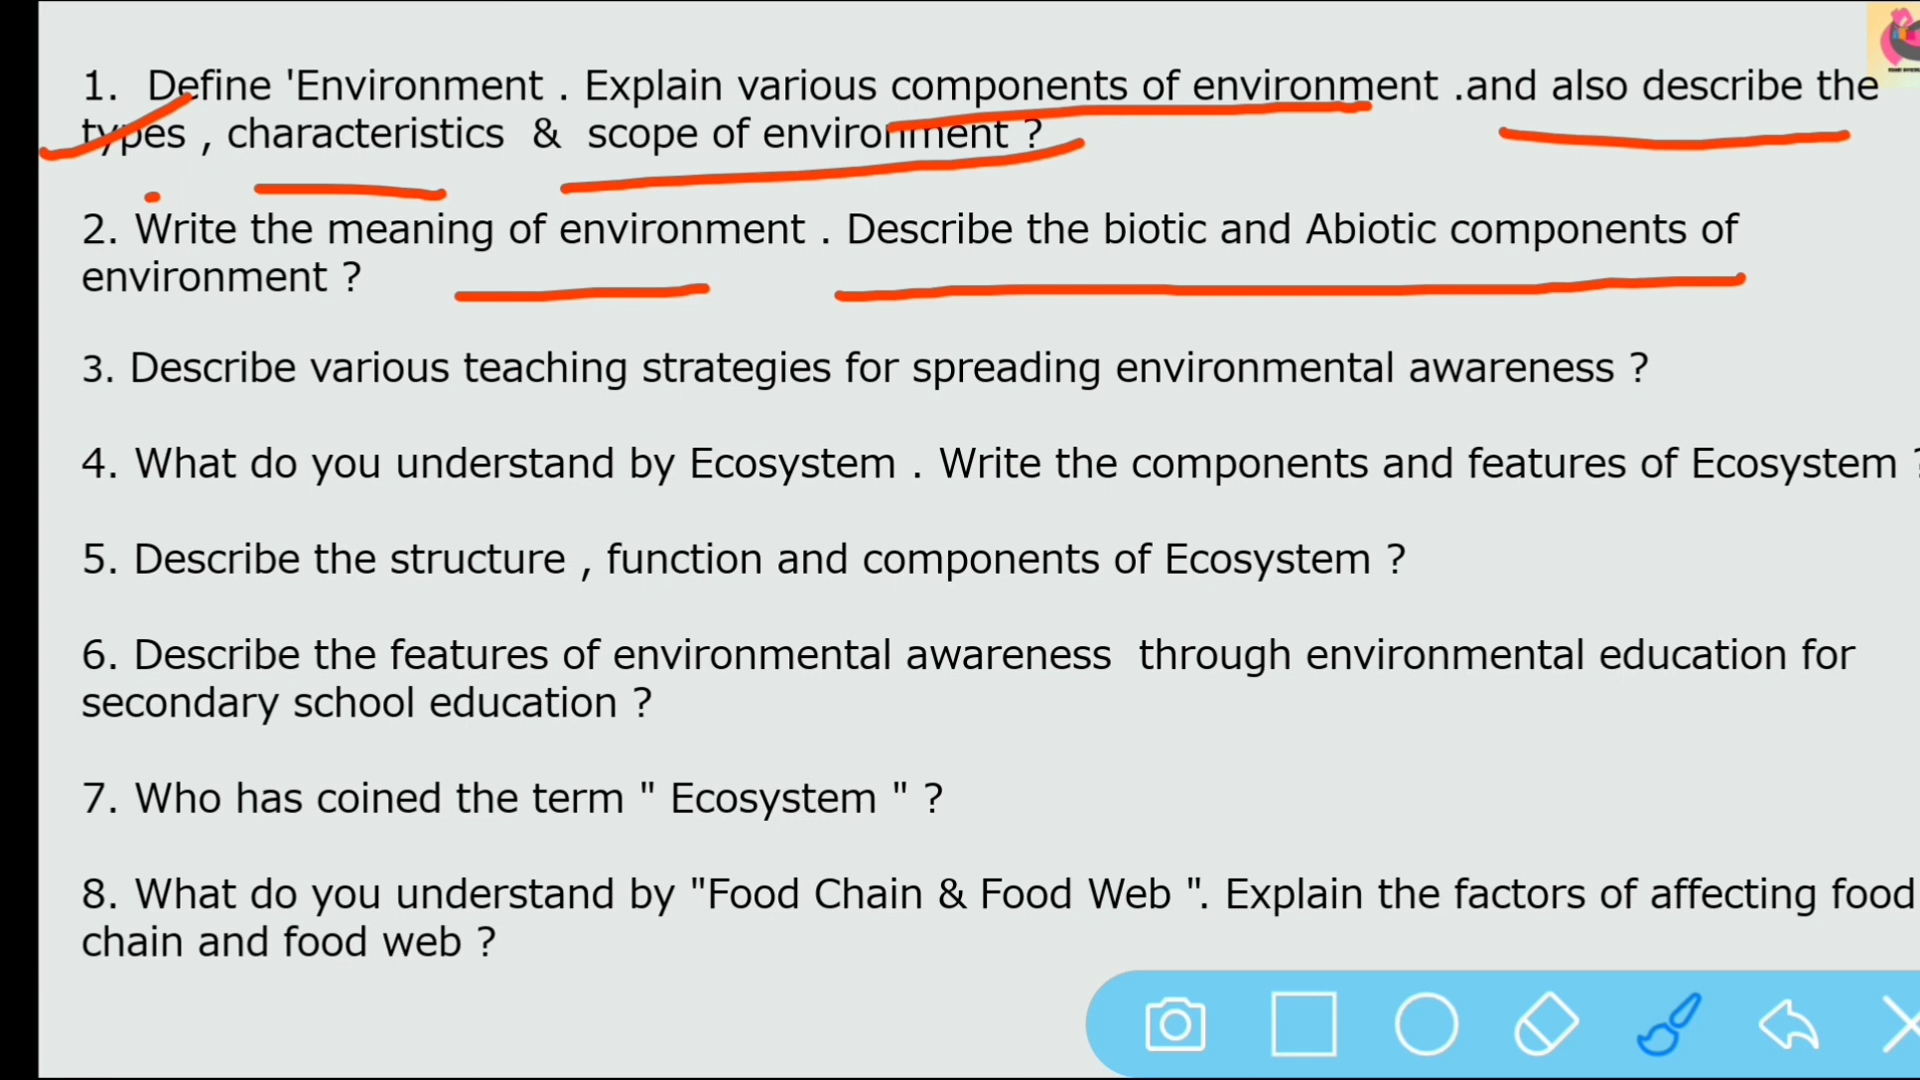 1. Define 'Environment . Explain various components of environment .and also describe the
types , characteristics & scope of environment ?
2. Write the meaning of environment . Describe the biotic and Abiotic components of
environment ?
3. Describe various teaching strategies for spreading environmental awareness ?
4. What do you understand by Ecosystem . Write the components and features of Ecosystem ?
5. Describe the structure , function and components of Ecosystem ?
6. Describe the features of environmental awareness through environmental education for
secondary school education ?
7. Who has coined the term " Ecosystem " ?
8. What do you understand by "Food Chain & Food Web ". Explain the factors of affecting food
chain and food web ?